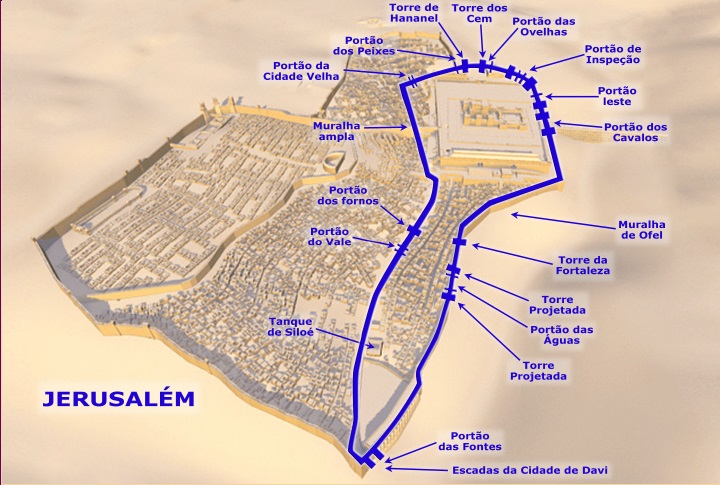 Torre de
Hananel
Torre dos
Cem
Portão das
Ovelhas
Portão
dos Peixes
Portão de
Inspeção
Portão da
Cidade Velha
Portão
leste
Muralha
ampla
Portão dos
Cavalos
Portão
dos fornos
Muralha
de Ofel
Portão
do Vale
Torre da
Fortaleza
Torre
Projetada
Tanque
de Siloé
Portão das
Águas
Torre
Projetada
JERUSALÉM
Portão
das Fontes
Escadas da Cidade de Davi